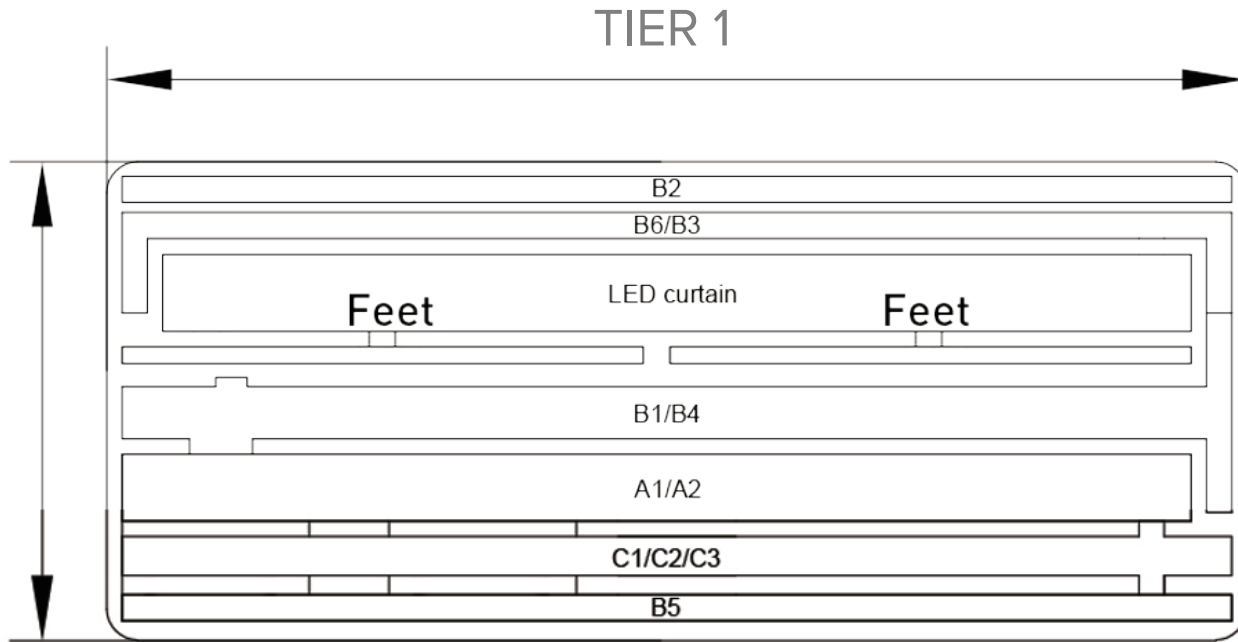 TIER 1
B2
B6/B3
LED curtain
Feet
Feet
B1/B4
A1/A2
C1/C2/C3
B5